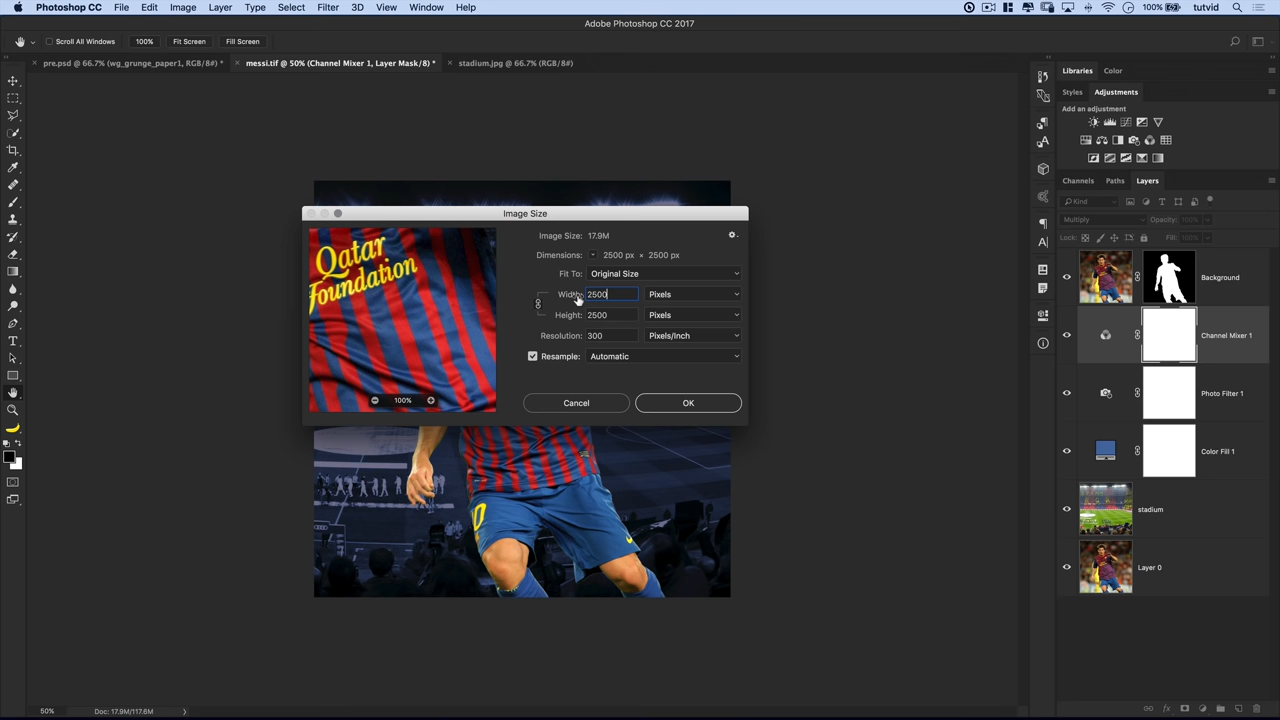 Photoshop CC File Edit Image Layer Type Select Filter 3D View Window Help 100% tutvid
Adobe Photoshop CC 2017
Scroll All Windows 100% Fit Screen Fill Screen
pre.psd @ 66.7% (wg_grunge_paper1, RGB/8#) * messi.tif @ 50% (Channel Mixer 1, Layer Mask/8) * stadium.jpg @ 66.7% (RGB/8#)
Libraries Color
Styles Adjustments
Add an adjustment
Channels Paths Layers
Kind
Multiply Opacity: 100%
Lock: Fill: 100%
Background
Channel Mixer 1
Photo Filter 1
Color Fill 1
stadium
Layer 0
Image Size
Qatar
Foundation
100%
Image Size: 17.9M
Dimensions: 2500 px × 2500 px
Fit To: Original Size
Width: 2500 Pixels
Height: 2500 Pixels
Resolution: 300 Pixels/Inch
Resample: Automatic
Cancel OK
50% Doc: 17.9M/117.6M